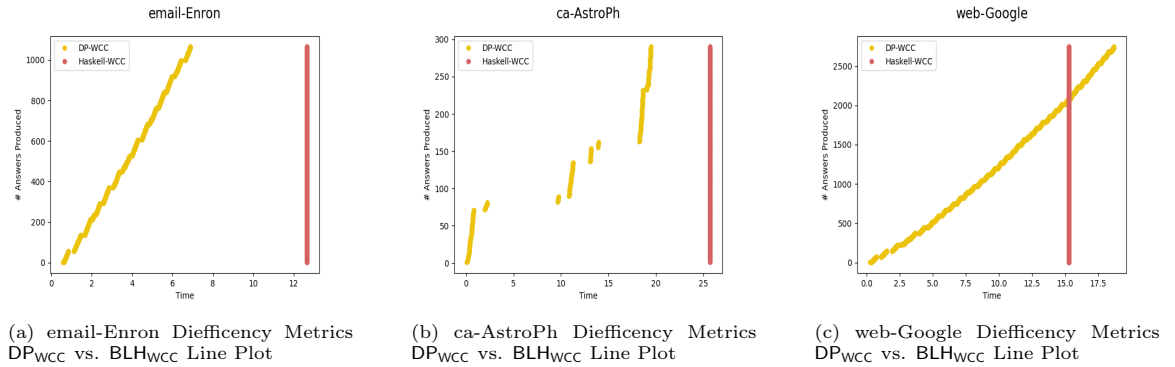 email-Enron
DP-WCC
Haskell-WCC
# Answers Produced
1000
800
600
400
200
0
0
2
4
6
8
10
12
Time
(a) email-Enron Diefficency Metrics
DPWCC vs. BLHWCC Line Plot
ca-AstroPh
DP-WCC
Haskell-WCC
# Answers Produced
300
250
200
150
100
50
0
0
5
10
15
20
25
Time
(b) ca-AstroPh Diefficency Metrics
DPWCC vs. BLHWCC Line Plot
web-Google
DP-WCC
Haskell-WCC
# Answers Produced
2500
2000
1500
1000
500
0
0.0
2.5
5.0
7.5
10.0
12.5
15.0
17.5
Time
(c) web-Google Diefficency Metrics
DPWCC vs. BLHWCC Line Plot